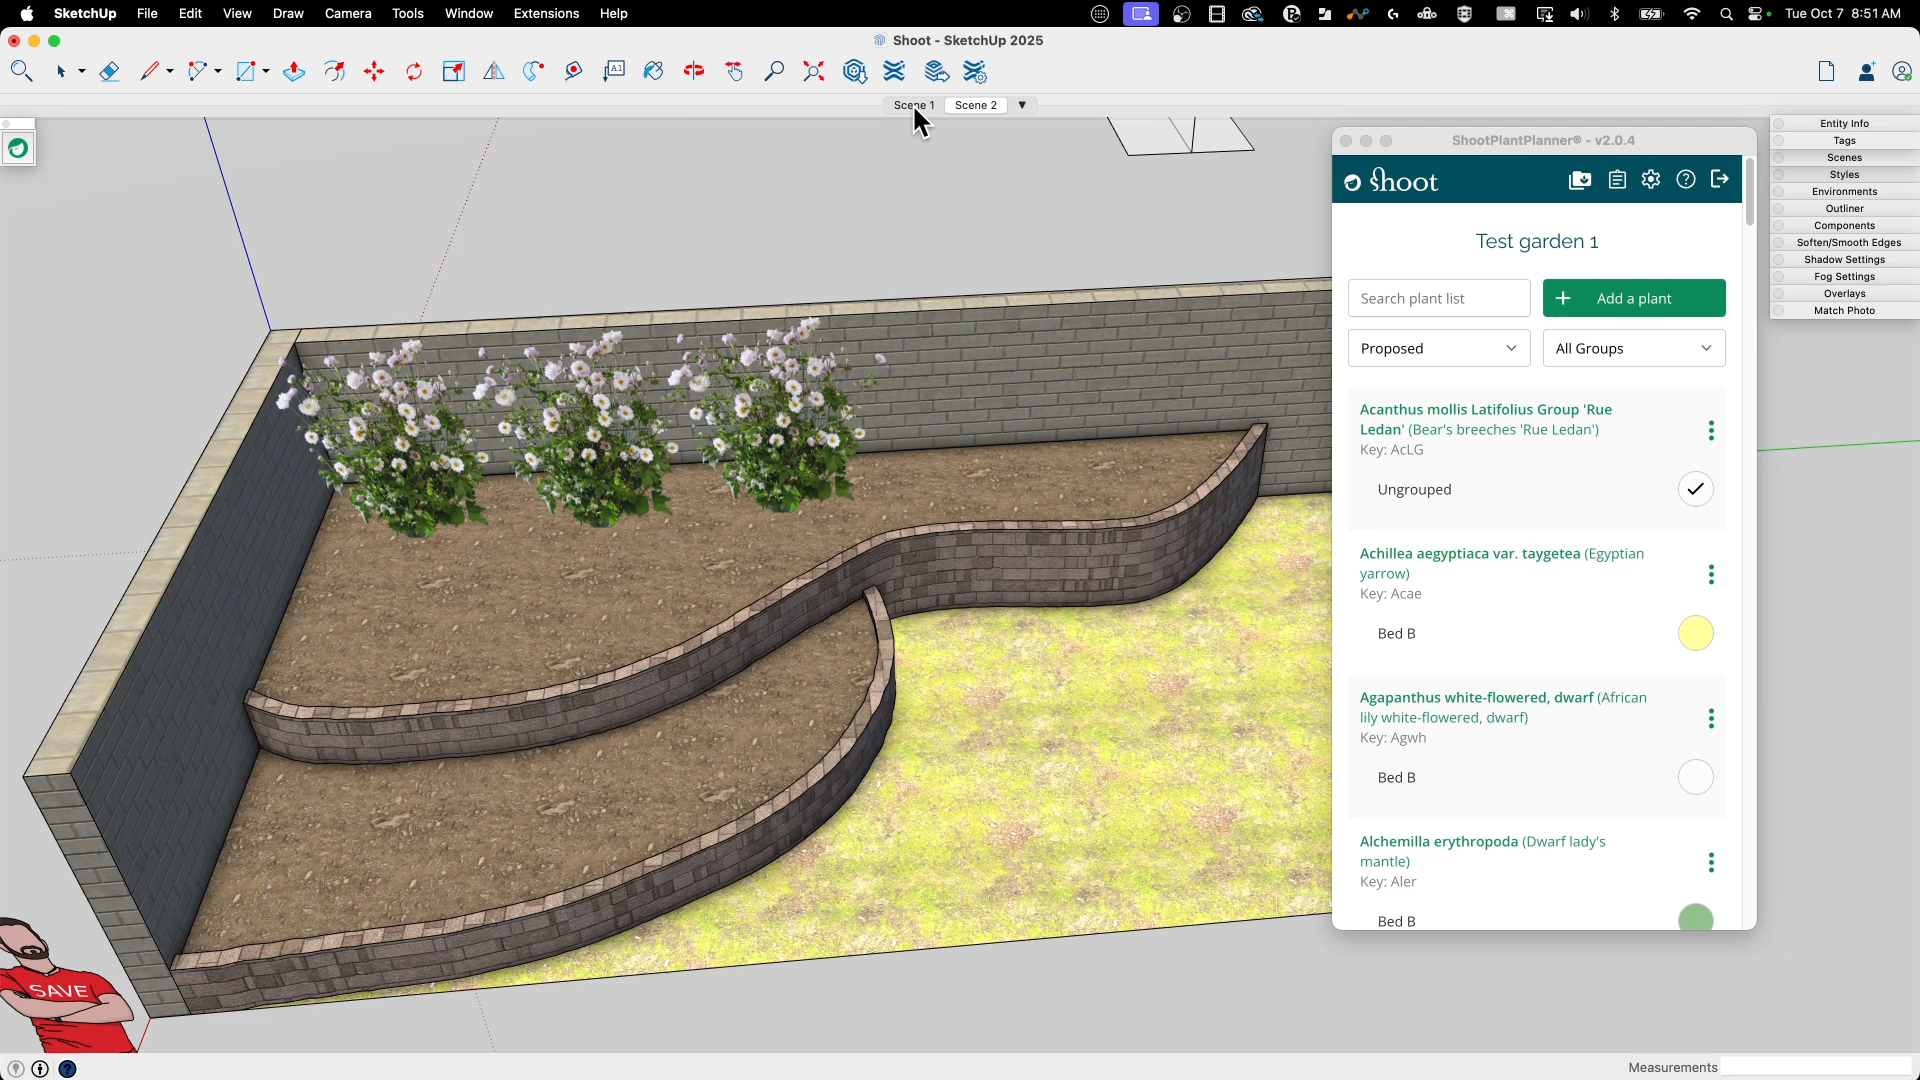 SketchUp File Edit View Draw Camera Tools Window Extensions Help Tue Oct 7 8:51 AM
Shoot - SketchUp 2025
A1
Scene 1 Scene 2
Entity Info
Tags
Scenes
Styles
Environments
Outliner
Components
Soften/Smooth Edges
Shadow Settings
Fog Settings
Overlays
Match Photo
ShootPlantPlanner® - v2.0.4
shoot
Test garden 1
Search plant list
Add a plant
Proposed
All Groups
Acanthus mollis Latifolius Group 'Rue
Ledan' (Bear's breeches 'Rue Ledan')
Key: AcLG
Ungrouped
Achillea aegyptiaca var. taygetea (Egyptian
yarrow)
Key: Acae
Bed B
Agapanthus white-flowered, dwarf (African
lily white-flowered, dwarf)
Key: Agwh
Bed B
Alchemilla erythropoda (Dwarf lady's
mantle)
Key: Aler
Bed B
SAVE
Measurements